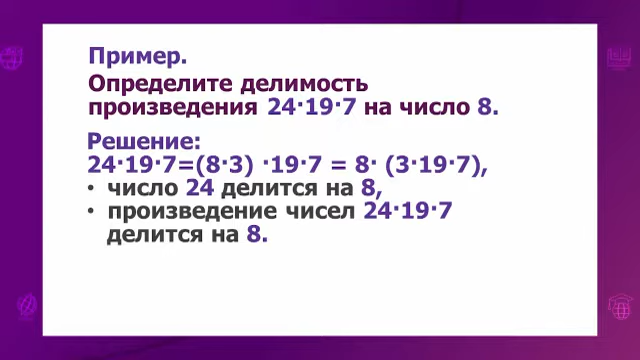 Пример.
Определите делимость
произведения 24·19·7 на число 8.
Решение:
24·19·7=(8·3) ·19·7 = 8· (3·19·7),
• число 24 делится на 8,
• произведение чисел 24·19·7
делится на 8.